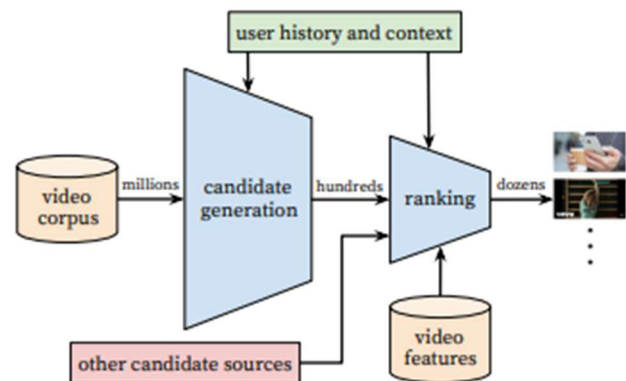 user history and context
video
corpus
millions
candidate
generation
hundreds
ranking
dozens
other candidate sources
video
features